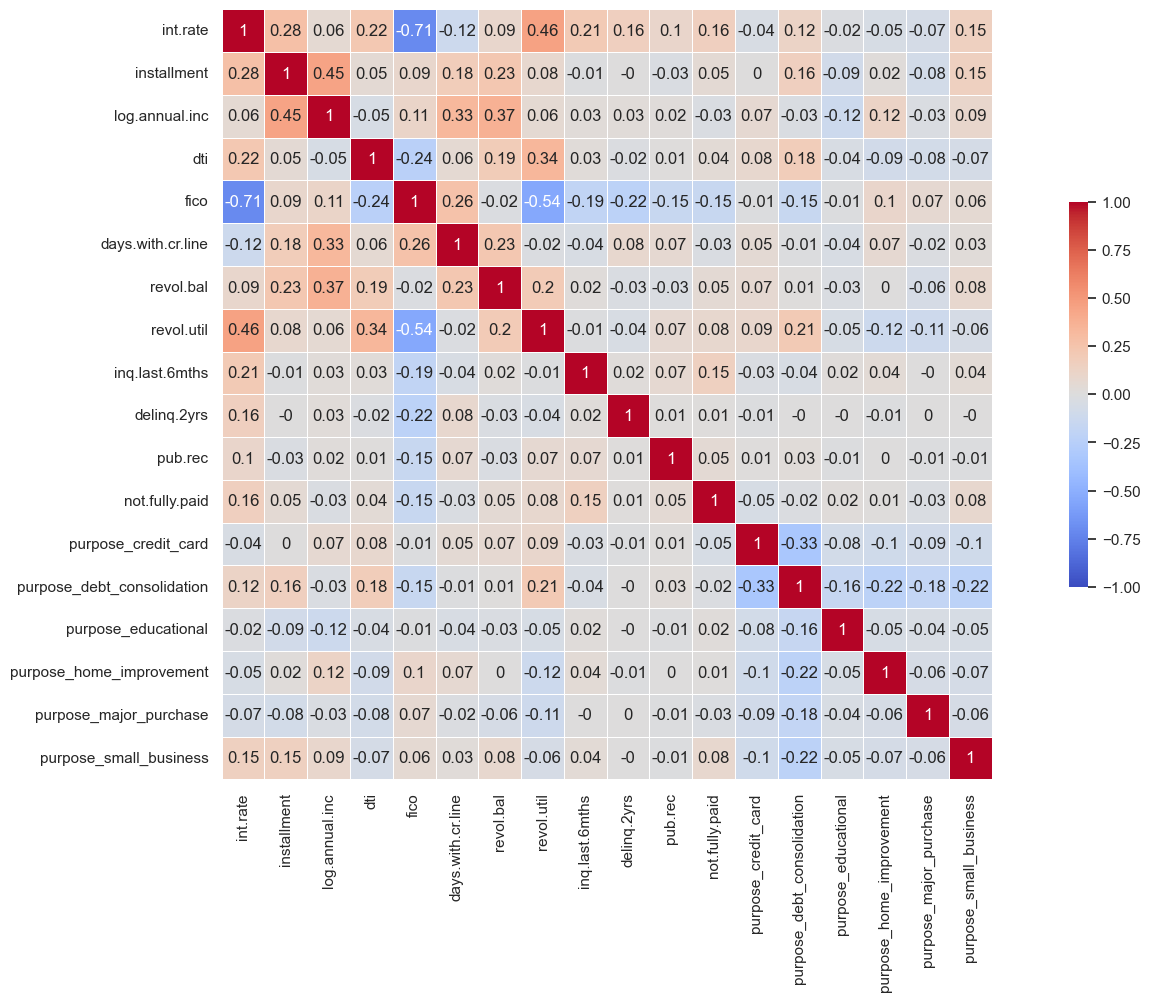 int.rate 1 0.28 0.06 0.22 -0.71 -0.12 0.09 0.46 0.21 0.16 0.1 0.16 -0.04 0.12 -0.02 -0.05 -0.07 0.15
installment 0.28 1 0.45 0.05 0.09 0.18 0.23 0.08 -0.01 -0 -0.03 0.05 0 0.16 -0.09 0.02 -0.08 0.15
log.annual.inc 0.06 0.45 1 -0.05 0.11 0.33 0.37 0.06 0.03 0.03 0.02 -0.03 0.07 -0.03 -0.12 0.12 -0.03 0.09
dti 0.22 0.05 -0.05 1 -0.24 0.06 0.19 0.34 0.03 -0.02 0.01 0.04 0.08 0.18 -0.04 -0.09 -0.08 -0.07
fico -0.71 0.09 0.11 -0.24 1 0.26 -0.02 -0.54 -0.19 -0.22 -0.15 -0.15 -0.01 -0.15 -0.01 0.1 0.07 0.06
days.with.cr.line -0.12 0.18 0.33 0.06 0.26 1 0.23 -0.02 -0.04 0.08 0.07 -0.03 0.05 -0.01 -0.04 0.07 -0.02 0.03
revol.bal 0.09 0.23 0.37 0.19 -0.02 0.23 1 0.2 0.02 -0.03 -0.03 0.05 0.07 0.01 -0.03 0 -0.06 0.08
revol.util 0.46 0.08 0.06 0.34 -0.54 -0.02 0.2 1 -0.01 -0.04 0.07 0.08 0.09 0.21 -0.05 -0.12 -0.11 -0.06
inq.last.6mths 0.21 -0.01 0.03 0.03 -0.19 -0.04 0.02 -0.01 1 0.02 0.07 0.15 -0.03 -0.04 0.02 0.04 -0 0.04
delinq.2yrs 0.16 -0 0.03 -0.02 -0.22 0.08 -0.03 -0.04 0.02 1 0.01 0.01 -0.01 -0 -0 -0.01 0 -0
pub.rec 0.1 -0.03 0.02 0.01 -0.15 0.07 -0.03 0.07 0.07 0.01 1 0.05 0.01 0.03 -0.01 0 -0.01 -0.01
not.fully.paid 0.16 0.05 -0.03 0.04 -0.15 -0.03 0.05 0.08 0.15 0.01 0.05 1 -0.05 -0.02 0.02 0.01 -0.03 0.08
purpose_credit_card -0.04 0 0.07 0.08 -0.01 0.05 0.07 0.09 -0.03 -0.01 0.01 -0.05 1 -0.33 -0.08 -0.1 -0.09 -0.1
purpose_debt_consolidation 0.12 0.16 -0.03 0.18 -0.15 -0.01 0.01 0.21 -0.04 -0 0.03 -0.02 -0.33 1 -0.16 -0.22 -0.18 -0.22
purpose_educational -0.02 -0.09 -0.12 -0.04 -0.01 -0.04 -0.03 -0.05 0.02 -0 -0.01 0.02 -0.08 -0.16 1 -0.05 -0.04 -0.05
purpose_home_improvement -0.05 0.02 0.12 -0.09 0.1 0.07 0 -0.12 0.04 -0.01 0 0.01 -0.1 -0.22 -0.05 1 -0.06 -0.07
purpose_major_purchase -0.07 -0.08 -0.03 -0.08 0.07 -0.02 -0.06 -0.11 -0 0 -0.01 -0.03 -0.09 -0.18 -0.04 -0.06 1 -0.06
purpose_small_business 0.15 0.15 0.09 -0.07 0.06 0.03 0.08 -0.06 0.04 -0 -0.01 0.08 -0.1 -0.22 -0.05 -0.07 -0.06 1
int.rate
installment
log.annual.inc
dti
fico
days.with.cr.line
revol.bal
revol.util
inq.last.6mths
delinq.2yrs
pub.rec
not.fully.paid
purpose_credit_card
purpose_debt_consolidation
purpose_educational
purpose_home_improvement
purpose_major_purchase
purpose_small_business
1.00
0.75
0.50
0.25
0.00
−0.25
−0.50
−0.75
−1.00